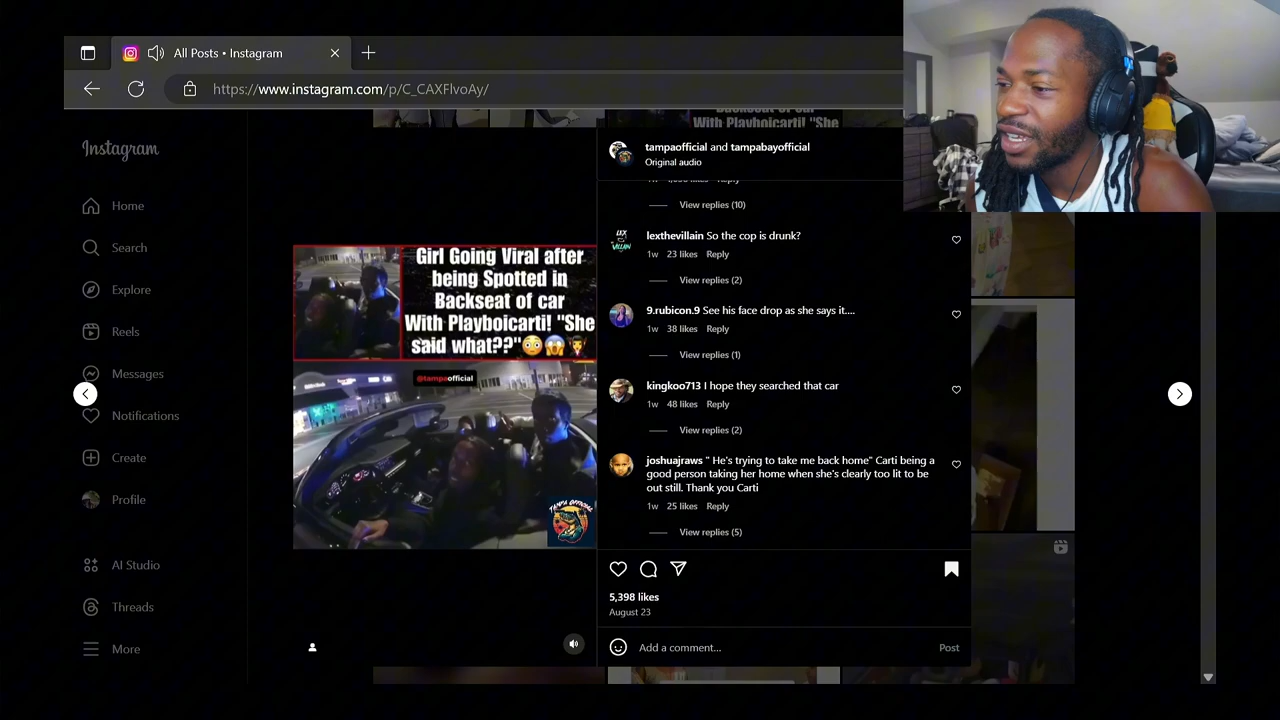 All Posts • Instagram
https://www.instagram.com/p/C_CAXFlvoAy/
Instagram
Home
Search
Explore
Reels
Messages
Notifications
Create
Profile
AI Studio
Threads
More
With Playboicarti! "She
Girl Going Viral after
being Spotted in
Backseat of car
With Playboicarti! "She
said what??"😳😱🧛‍♀️
@tampaofficial
TAMPA OFFICIAL
tampaofficial and tampabayofficial
Original audio
View replies (10)
lexthevillain So the cop is drunk?
1w 23 likes Reply
View replies (2)
9.rubicon.9 See his face drop as she says it....
1w 38 likes Reply
View replies (1)
kingkoo713 I hope they searched that car
1w 48 likes Reply
View replies (2)
joshuajraws " He's trying to take me back home" Carti being a
good person taking her home when she's clearly too lit to be
out still. Thank you Carti
1w 25 likes Reply
View replies (5)
5,398 likes
August 23
Add a comment...
Post